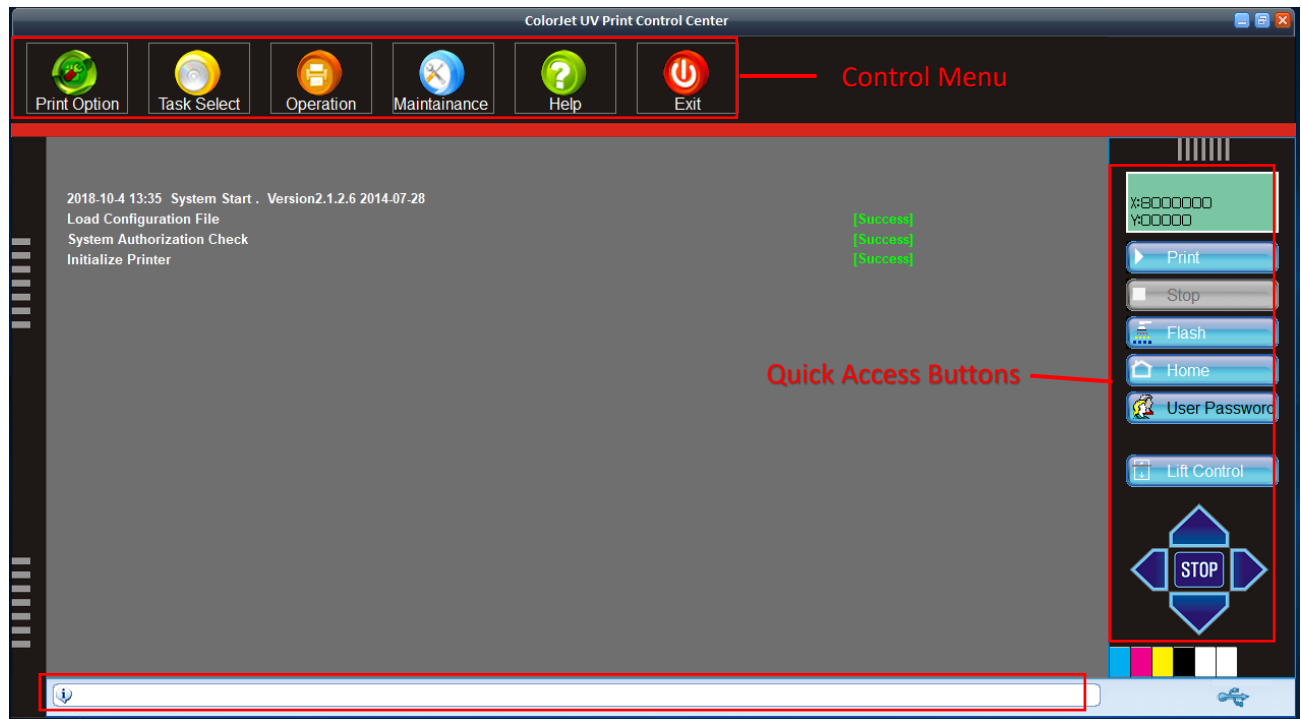 ColorJet UV Print Control Center
Print Option
Task Select
Operation
Maintainance
Help
Exit
Control Menu
2018-10-4 13:35 System Start . Version2.1.2.6 2014-07-28
Load Configuration File [Success]
System Authorization Check [Success]
Initialize Printer [Success]
X:8000000
Y:00000
Print
Stop
Flash
Home
User Password
Quick Access Buttons
Lift Control
STOP